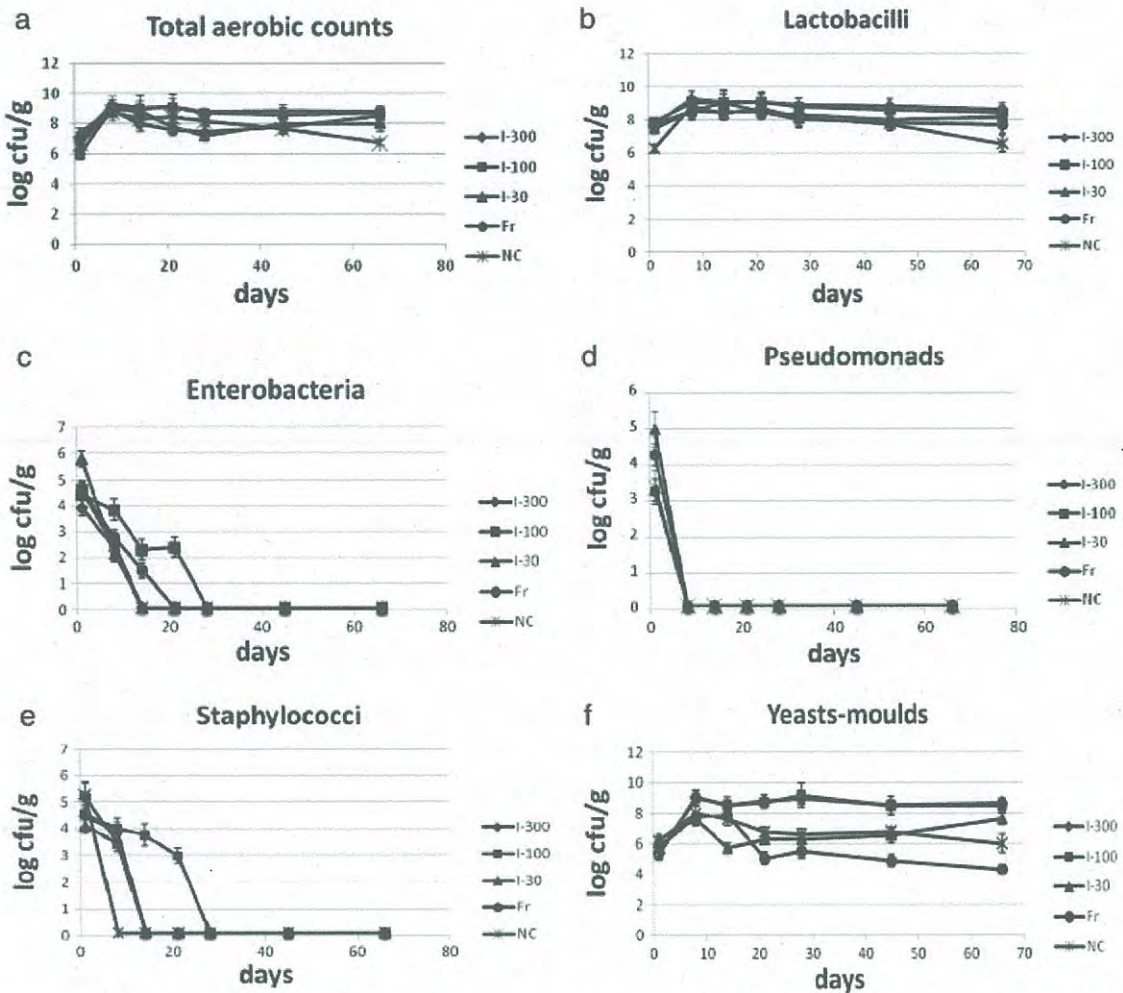 a
Total aerobic counts
12
10
8
6
4
2
0
0 20 40 60 80
log cfu/g
days
I-300
I-100
I-30
Fr
NC
b
Lactobacilli
12
10
8
6
4
2
0
0 10 20 30 40 50 60 70
log cfu/g
days
I-300
I-100
I-30
Fr
NC
c
Enterobacteria
7
6
5
4
3
2
1
0
0 20 40 60 80
log cfu/g
days
I-300
I-100
I-30
Fr
NC
d
Pseudomonads
6
5
4
3
2
1
0
0 20 40 60 80
log cfu/g
days
I-300
I-100
I-30
Fr
NC
e
Staphylococci
7
6
5
4
3
2
1
0
0 20 40 60 80
log cfu/g
days
I-300
I-100
I-30
Fr
NC
f
Yeasts-moulds
12
10
8
6
4
2
0
0 10 20 30 40 50 60 70
log cfu/g
days
I-300
I-100
I-30
Fr
NC